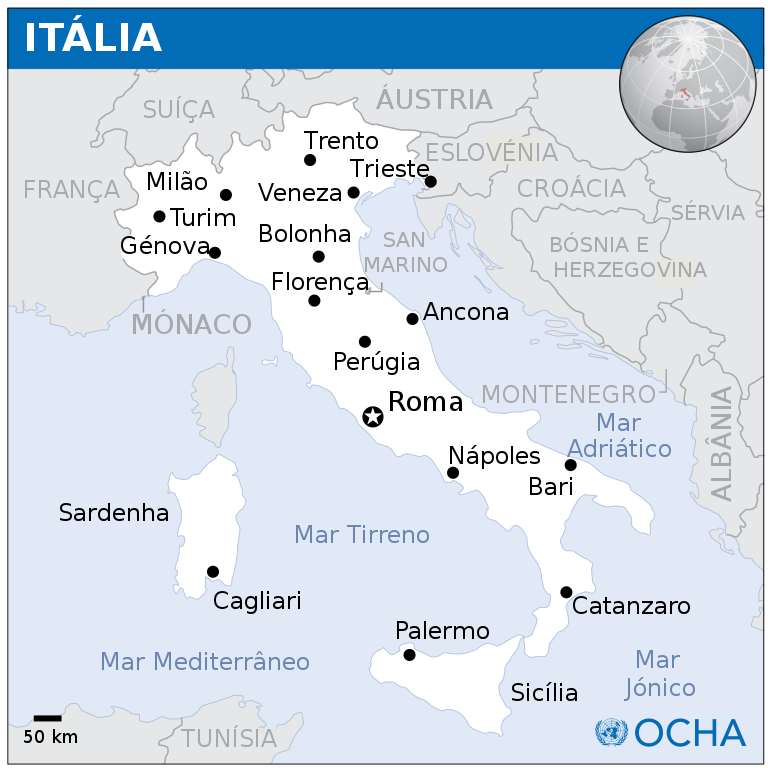 ITÁLIA
SUÍÇA
ÁUSTRIA
Trento
ESLOVÉNIA
Trieste
FRANÇA
Milão
Veneza
CROÁCIA
Turim
SÉRVIA
Génova
Bolonha
SAN
MARINO
BÓSNIA E
HERZEGOVINA
Florença
MÓNACO
Ancona
Perúgia
Roma
MONTENEGRO
ALBÂNIA
Mar
Adriático
Nápoles
Bari
Sardenha
Mar Tirreno
Cagliari
Catanzaro
Palermo
Mar Mediterrâneo
Mar
Jónico
Sicília
50 km
TUNÍSIA
OCHA